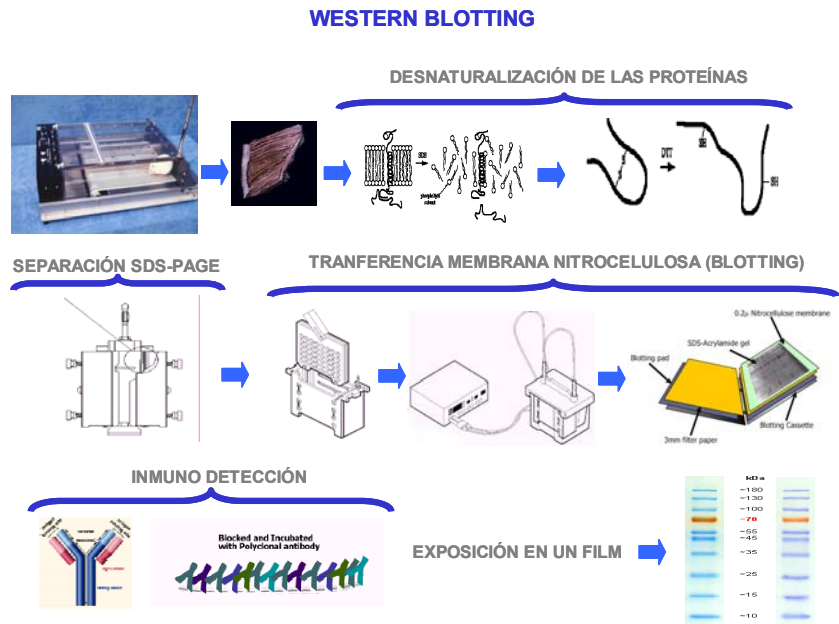 WESTERN BLOTTING
DESNATURALIZACIÓN DE LAS PROTEÍNAS
SDS
DTT
SEPARACIÓN SDS-PAGE
TRANFERENCIA MEMBRANA NITROCELULOSA (BLOTTING)
0.2µ Nitrocellulose membrane
SDS-Acrylamide gel
Blotting pad
3mm filter paper
Blotting Cassette
INMUNO DETECCIÓN
Blocked and Incubated
with Polyclonal antibody
EXPOSICIÓN EN UN FILM
kDa
~180
~130
~100
~70
~55
~45
~35
~25
~15
~10